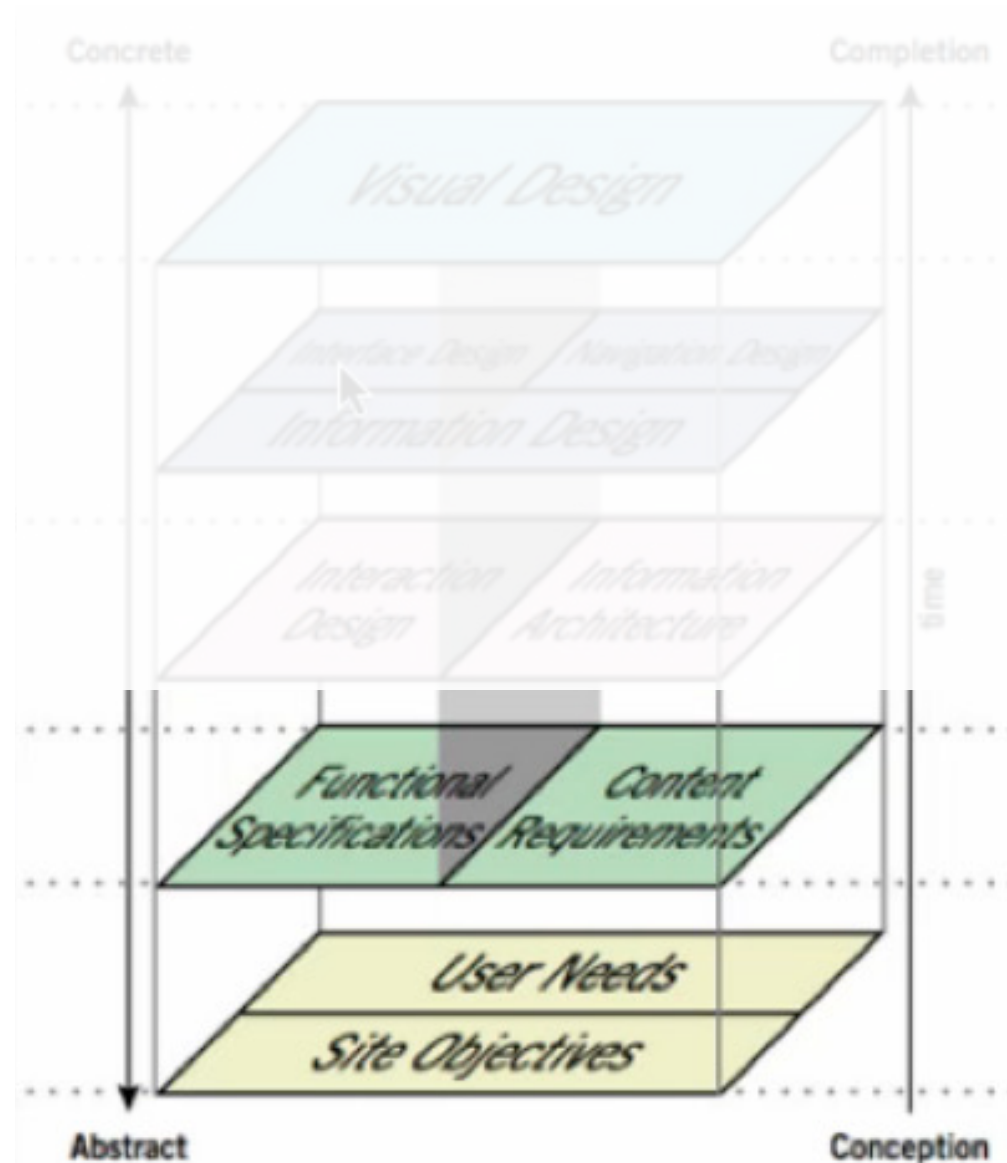 Concrete
Completion
Visual Design
Interface Design
Navigation Design
Information Design
Interaction
Design
Information
Architecture
time
Functional
Specifications
Content
Requirements
User Needs
Site Objectives
Abstract
Conception